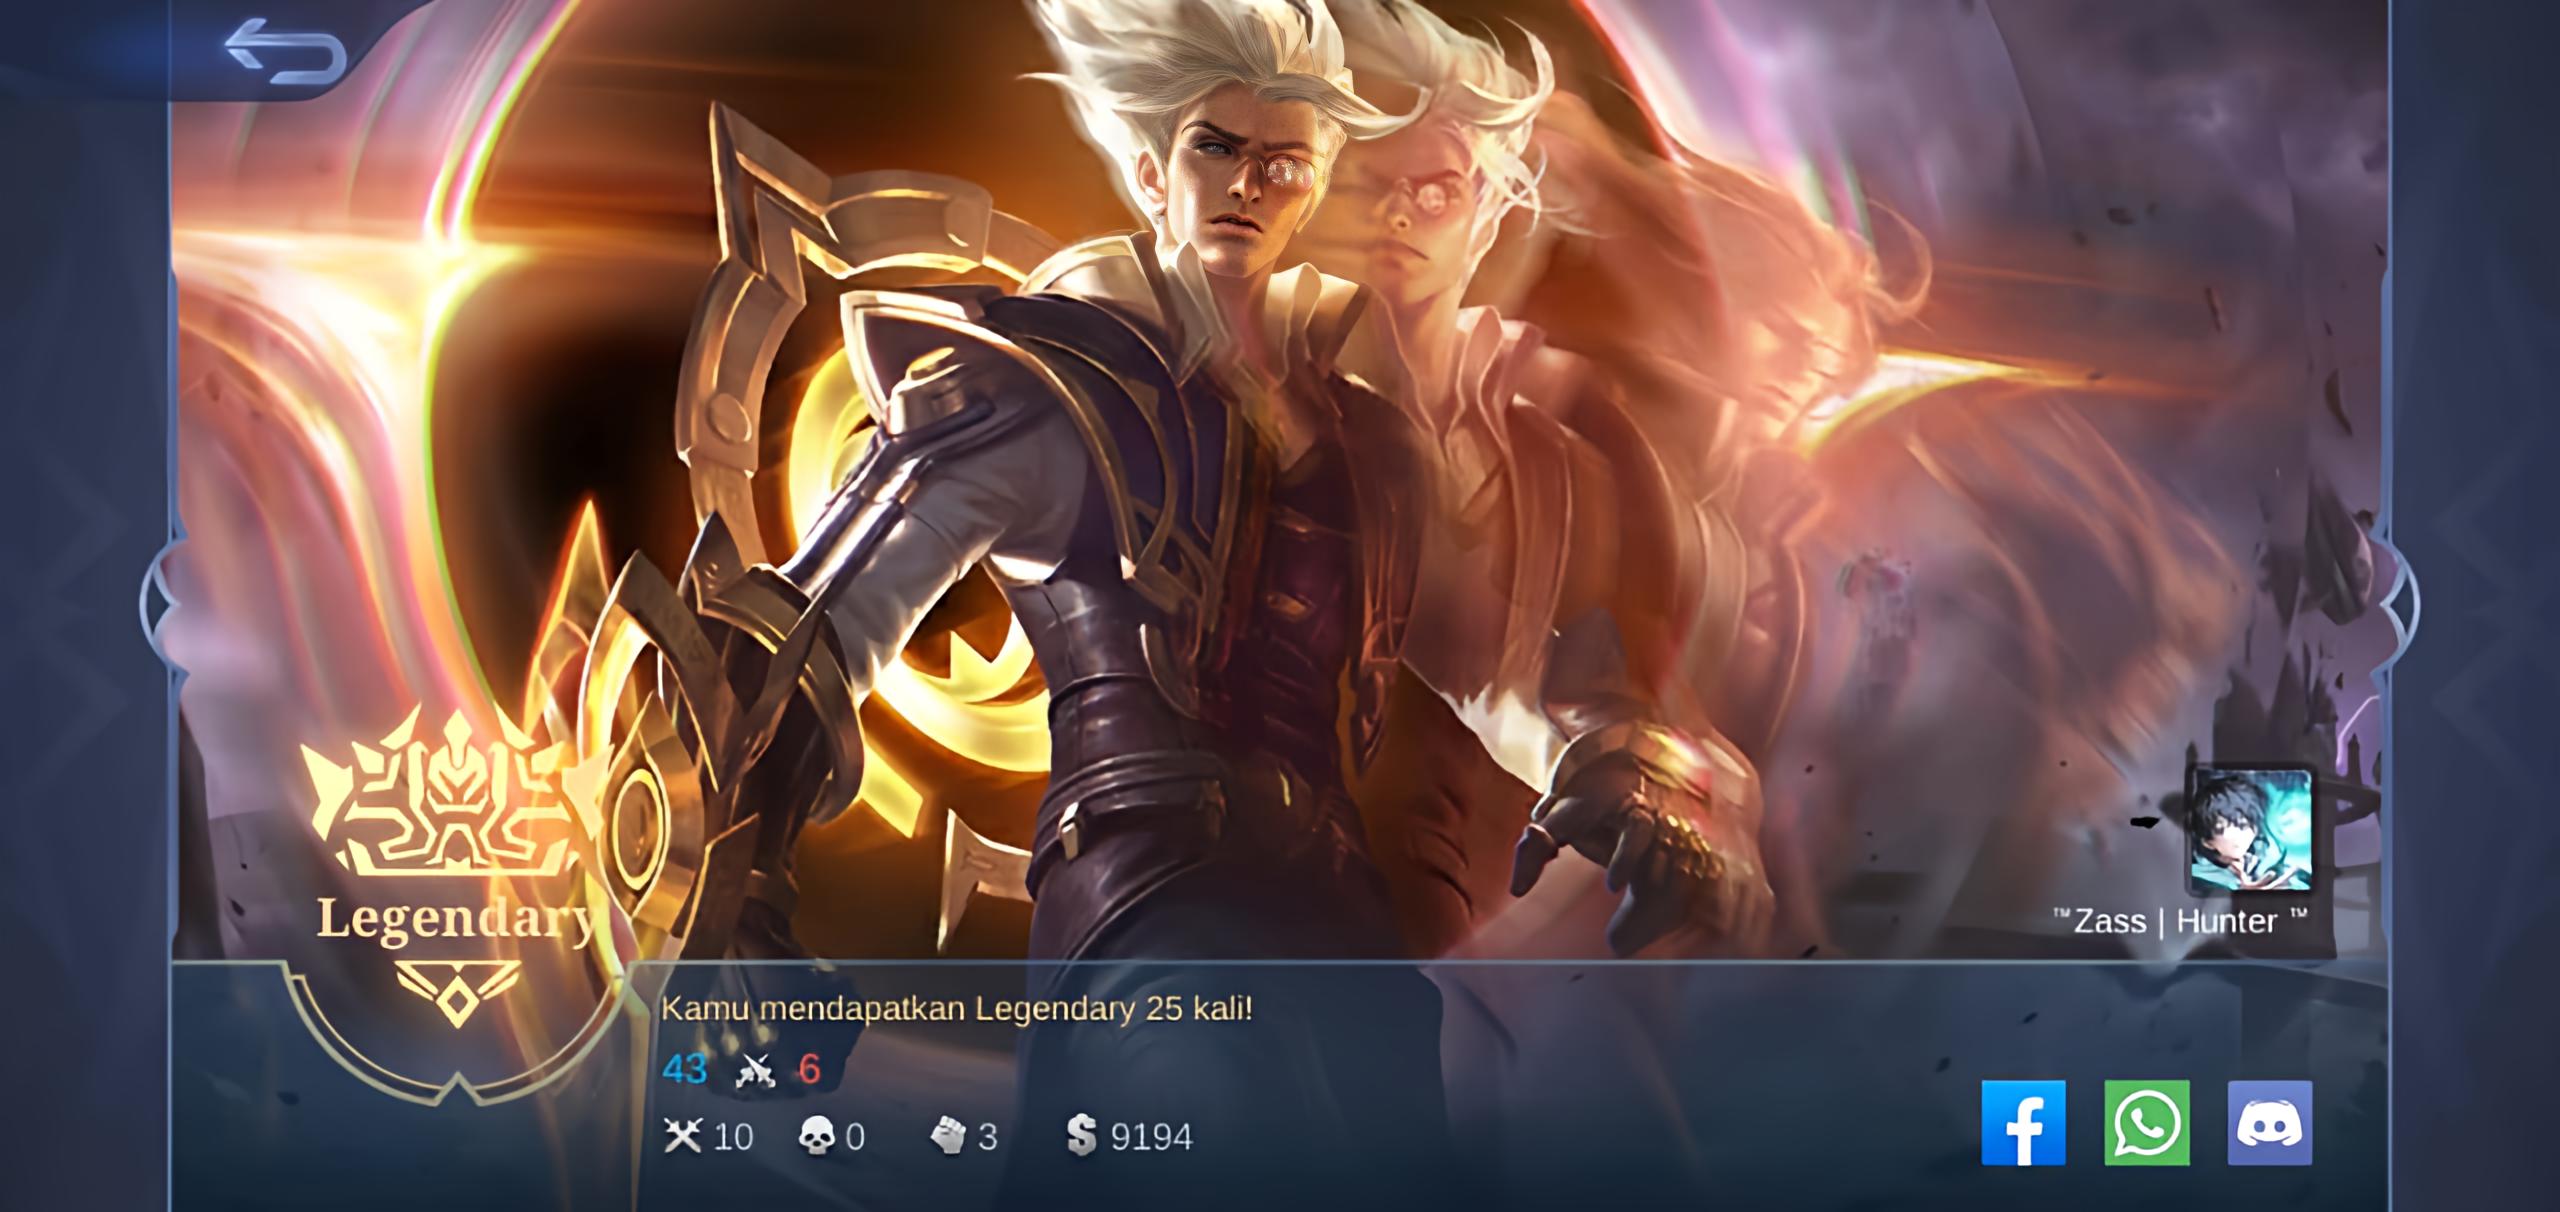 Legendary
™Zass | Hunter ™
Kamu mendapatkan Legendary 25 kali!
43 6
10 0 3 9194